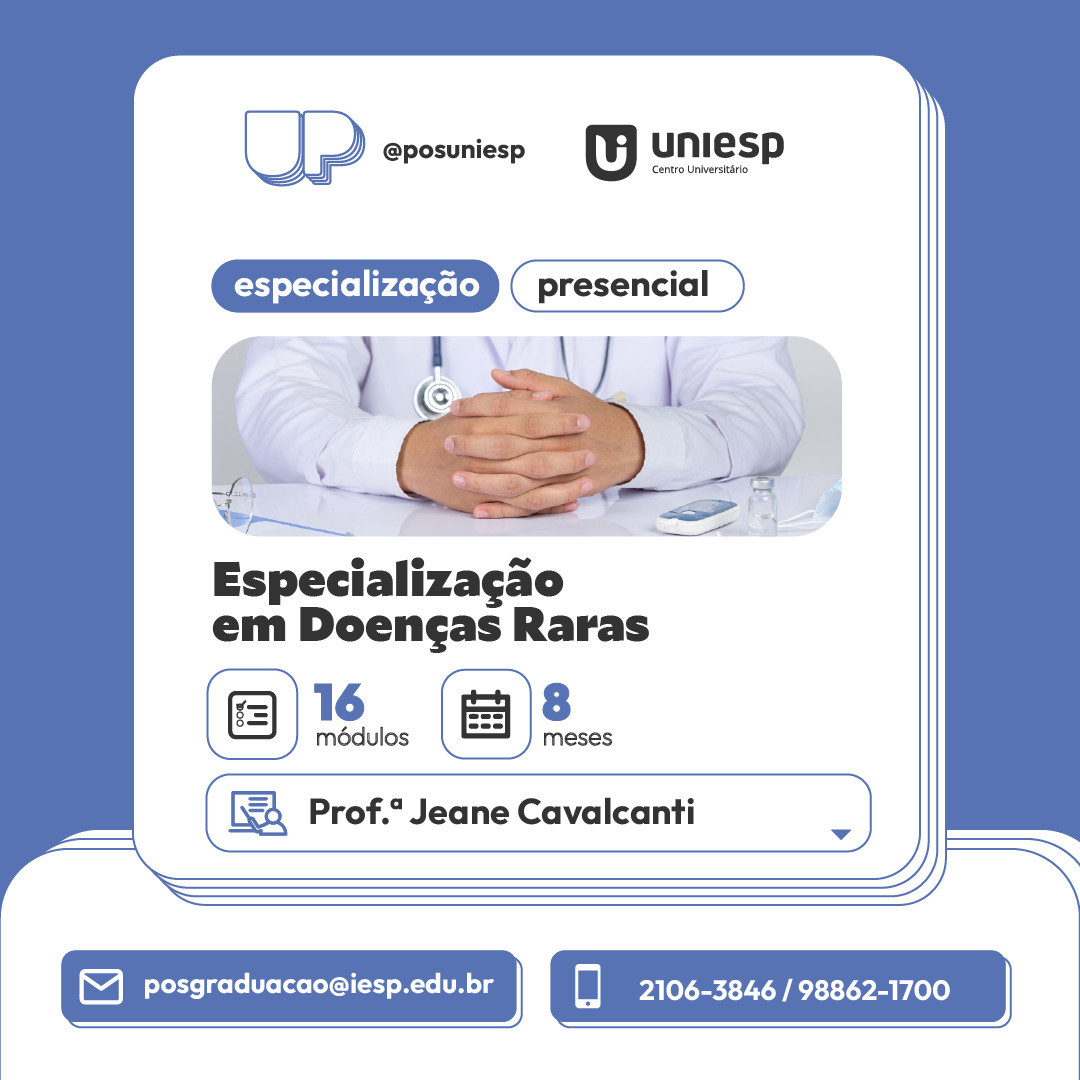 UP
@posuniesp
uniesp
Centro Universitário
especialização
presencial
Especialização
em Doenças Raras
16
módulos
8
meses
Prof.ª Jeane Cavalcanti
posgraduacao@iesp.edu.br
2106-3846 / 98862-1700